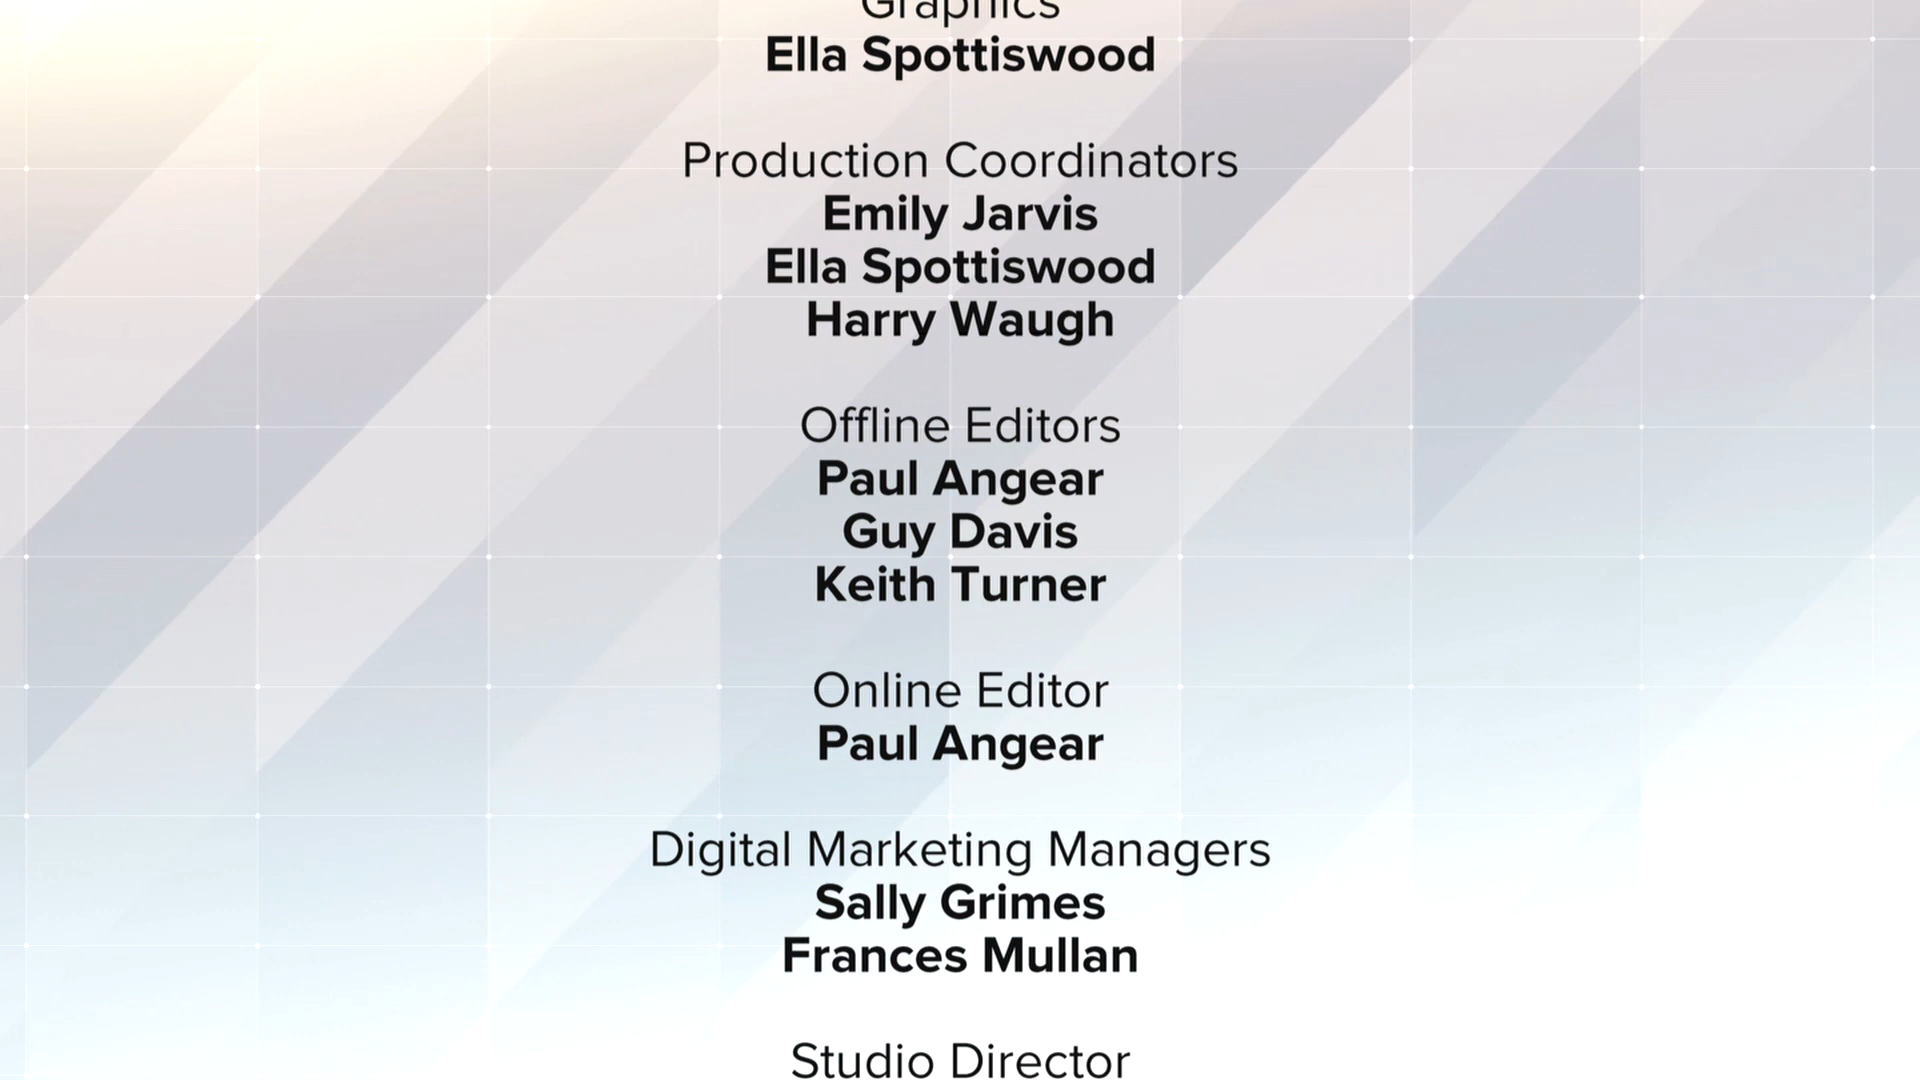 Graphics
Ella Spottiswood
Production Coordinators
Emily Jarvis
Ella Spottiswood
Harry Waugh
Offline Editors
Paul Angear
Guy Davis
Keith Turner
Online Editor
Paul Angear
Digital Marketing Managers
Sally Grimes
Frances Mullan
Studio Director